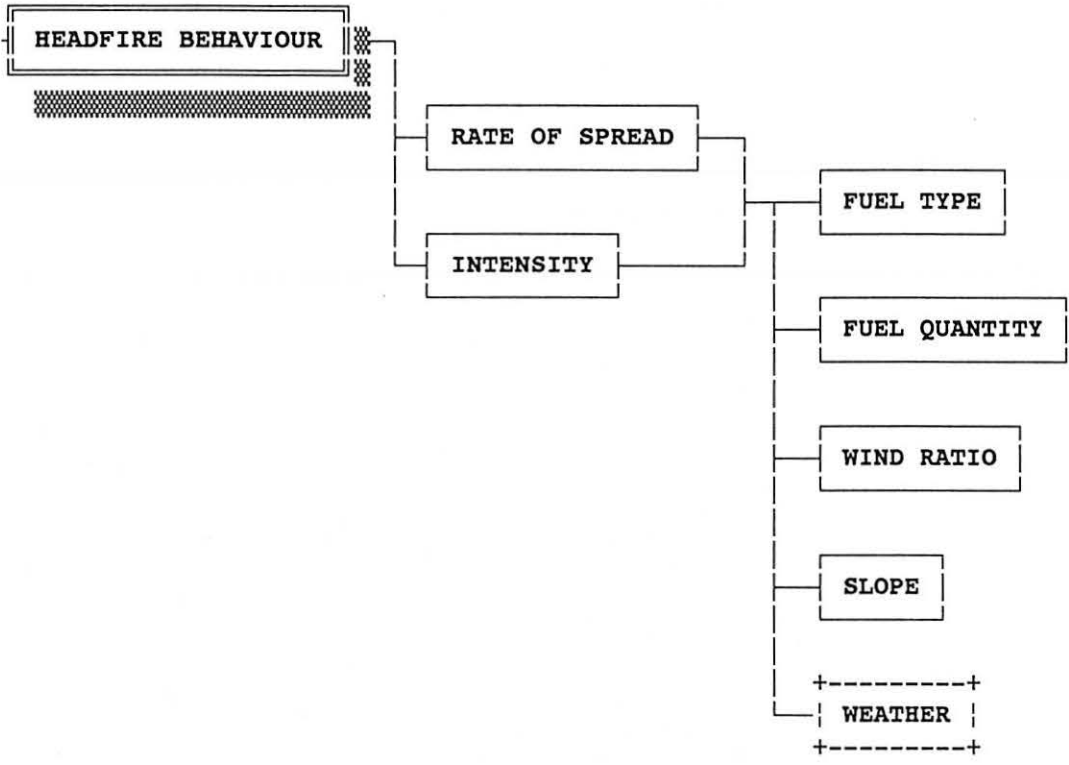 HEADFIRE BEHAVIOUR
RATE OF SPREAD
FUEL TYPE
INTENSITY
FUEL QUANTITY
WIND RATIO
SLOPE
WEATHER